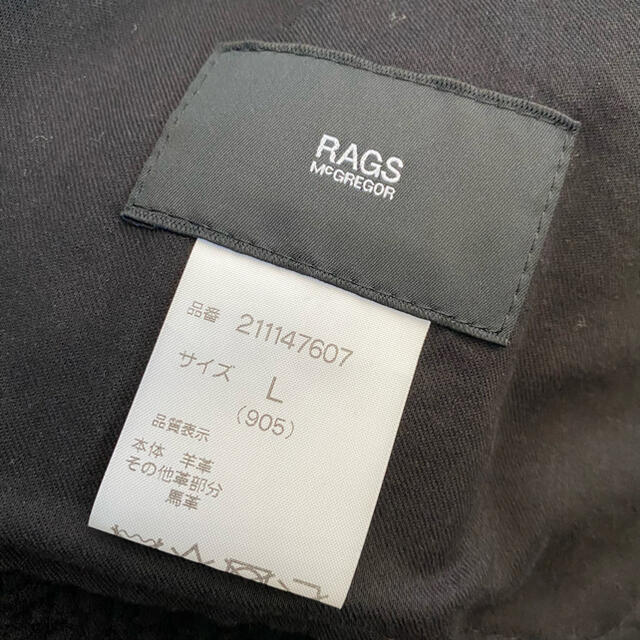 RAGS
McGREGOR
品番 211147607
サイズ L
(905)
品質表示
本体 羊革
その他革部分
馬革